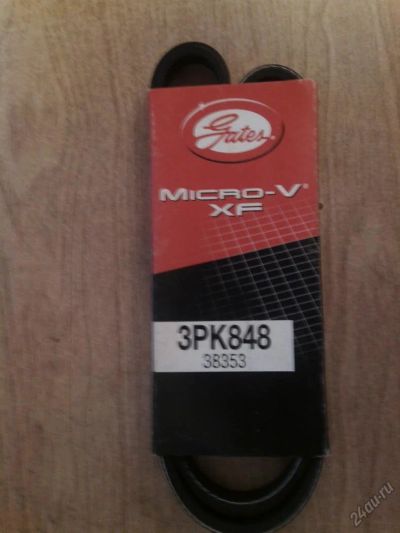 Gates
MICRO-V®
XF
3PK848
38353
24au.ru